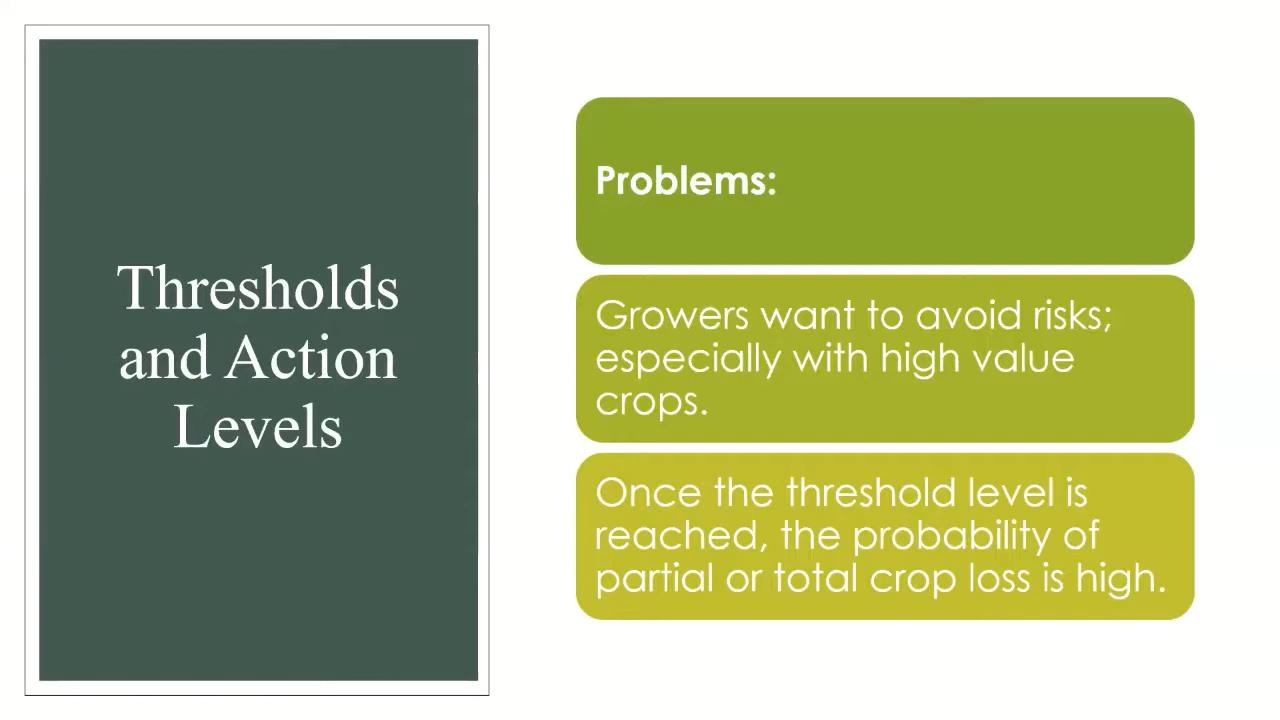 Thresholds
and Action
Levels
Problems:
Growers want to avoid risks;
especially with high value
crops.
Once the threshold level is
reached, the probability of
partial or total crop loss is high.